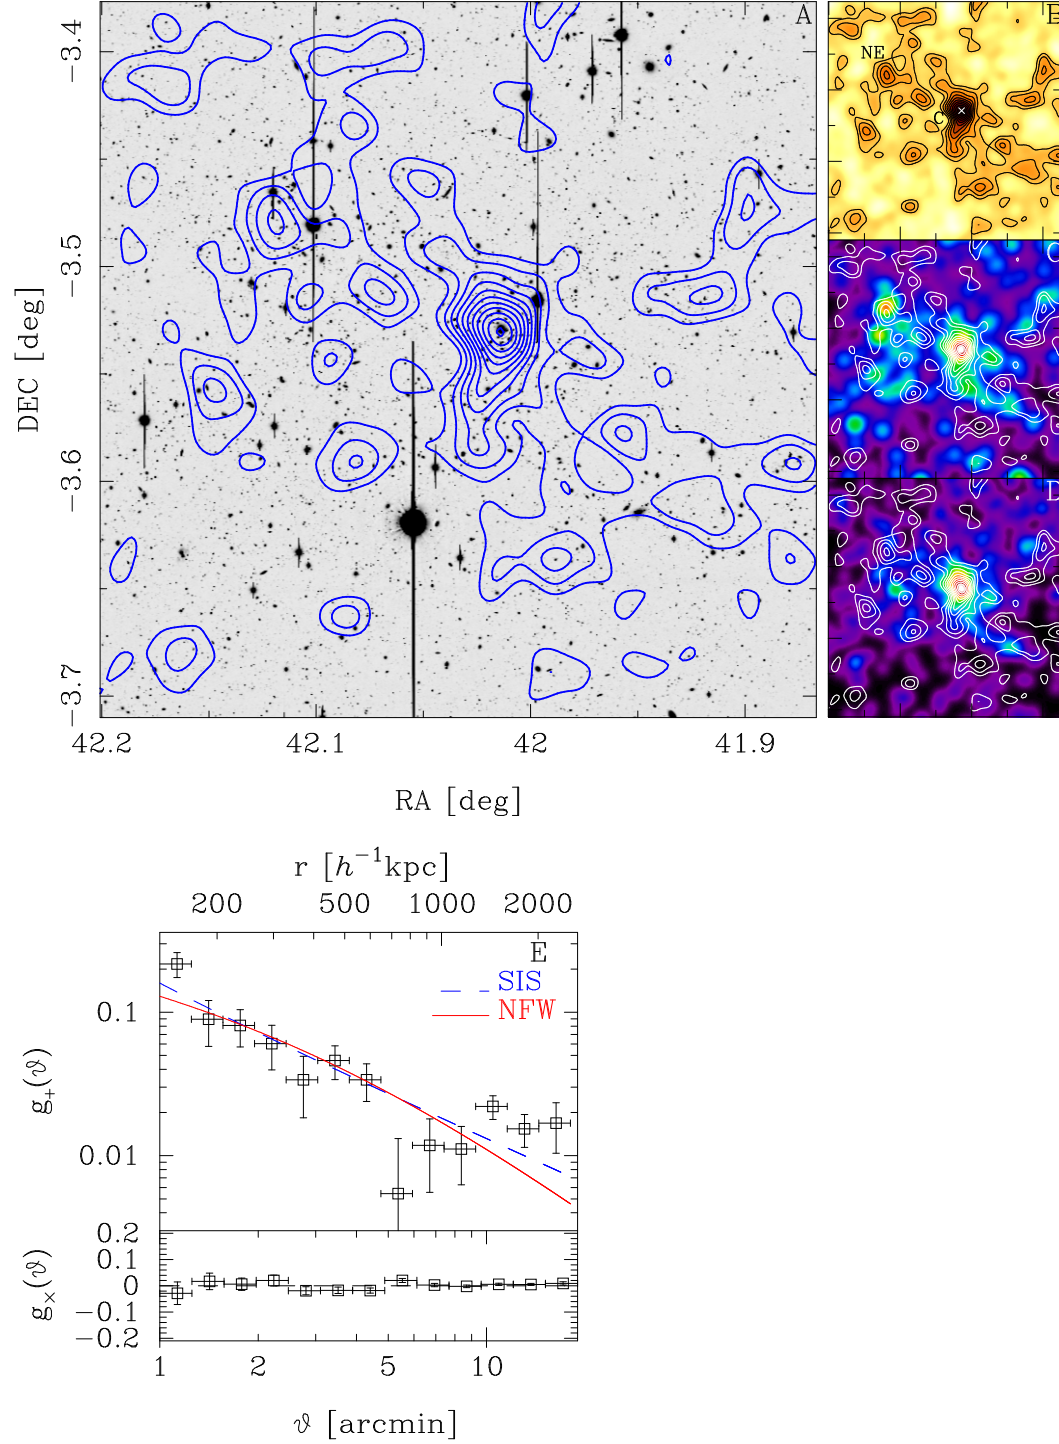 A
B
NE
C
C
D
−3.4
−3.5
−3.6
−3.7
DEC [deg]
42.2 42.1 42 41.9
RA [deg]
r [h⁻¹kpc]
200 500 1000 2000
E
SIS
NFW
0.1
0.01
g₊(ϑ)
0.2
0.1
0
−0.1
−0.2
g×(ϑ)
1 2 5 10
ϑ [arcmin]